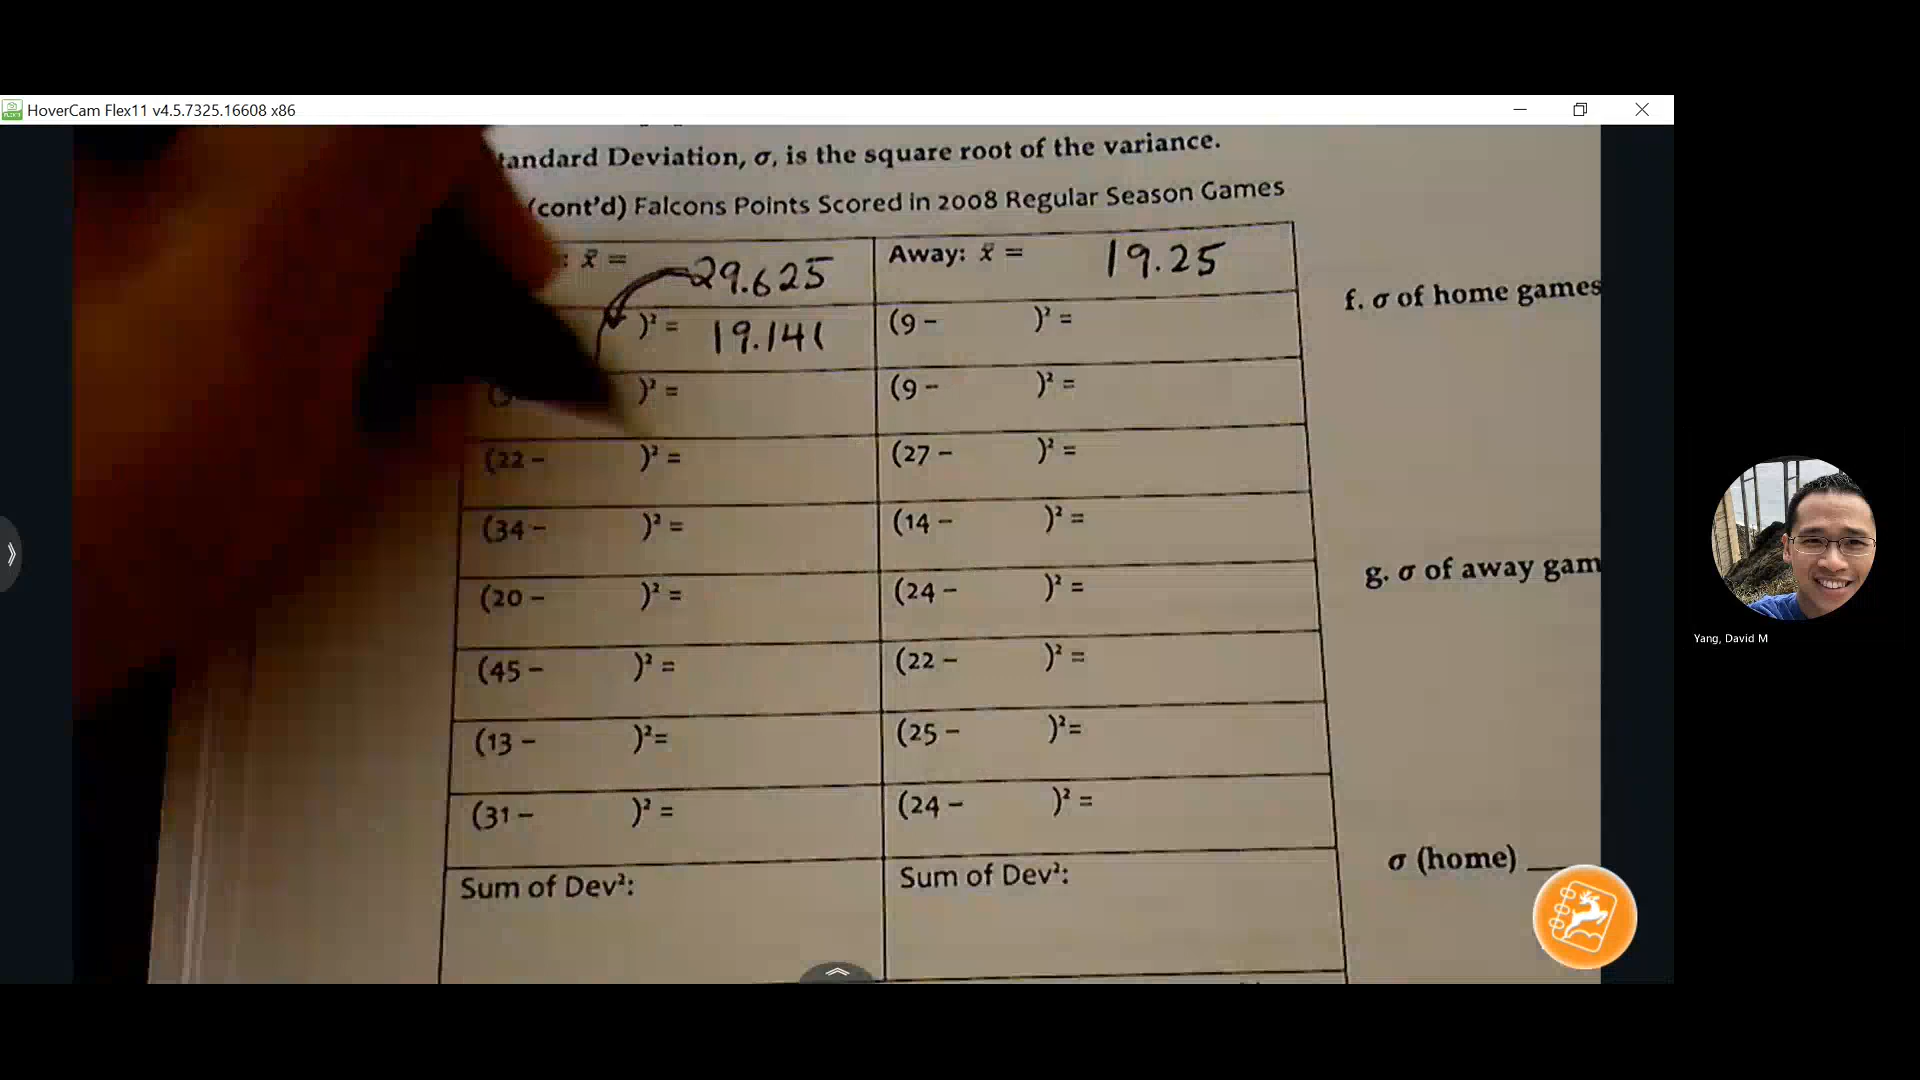 HoverCam Flex11 v4.5.7325.16608 x86
tandard Deviation, σ, is the square root of the variance.
(cont'd) Falcons Points Scored in 2008 Regular Season Games
: x̄ = 29.625
Away: x̄ = 19.25
)² = 19.141
(9 – )² =
)² =
(9 – )² =
(22 – )² =
(27 – )² =
(34 – )² =
(14 – )² =
(20 – )² =
(24 – )² =
(45 – )² =
(22 – )² =
(13 – )²=
(25 – )²=
(31 – )² =
(24 – )² =
Sum of Dev²:
Sum of Dev²:
f. σ of home games
g. σ of away gam
σ (home) __
Yang, David M